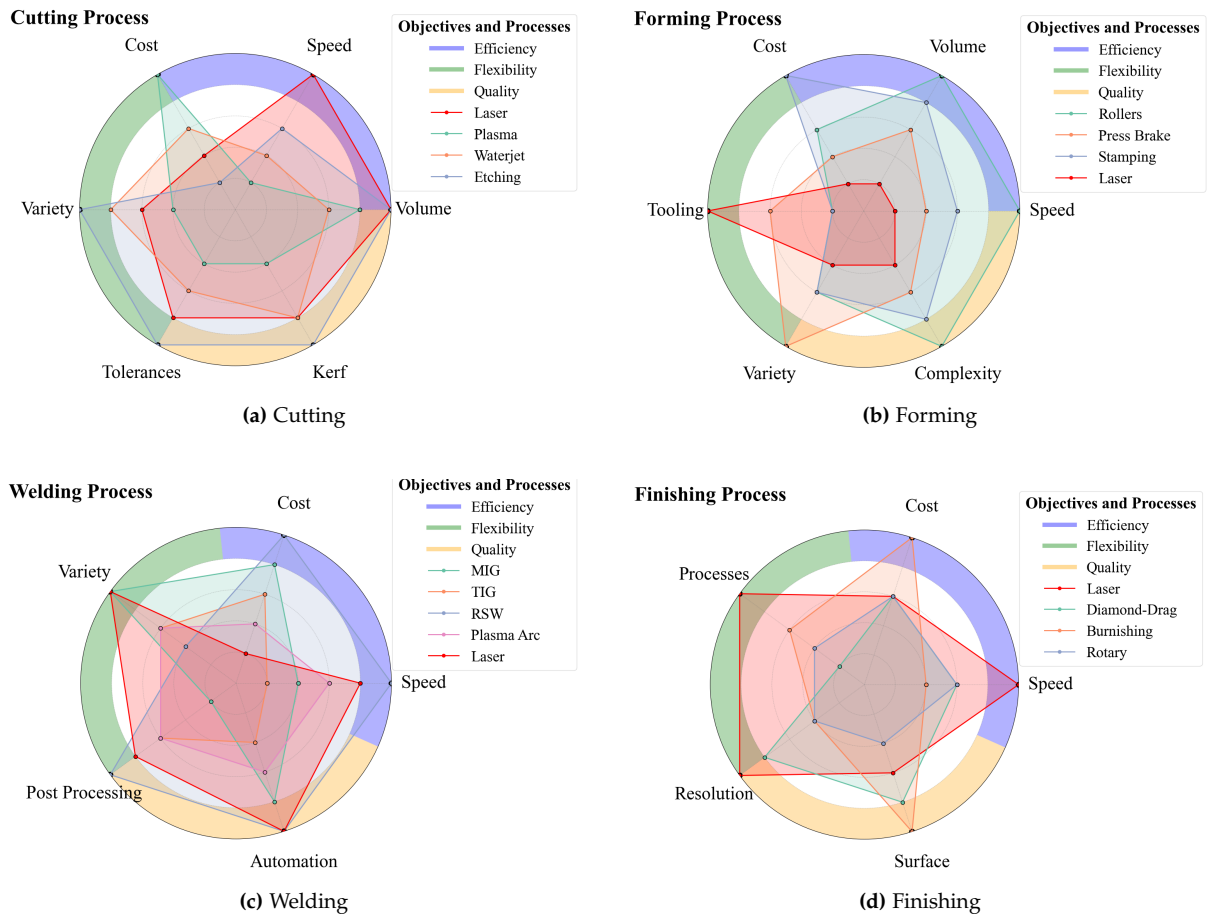 Cutting Process
Cost
Speed
Variety
Volume
Tolerances
Kerf
Objectives and Processes
Efficiency
Flexibility
Quality
Laser
Plasma
Waterjet
Etching
(a) Cutting
Forming Process
Cost
Volume
Tooling
Speed
Variety
Complexity
Objectives and Processes
Efficiency
Flexibility
Quality
Rollers
Press Brake
Stamping
Laser
(b) Forming
Welding Process
Cost
Variety
Speed
Post Processing
Automation
Objectives and Processes
Efficiency
Flexibility
Quality
MIG
TIG
RSW
Plasma Arc
Laser
(c) Welding
Finishing Process
Cost
Processes
Speed
Resolution
Surface
Objectives and Processes
Efficiency
Flexibility
Quality
Laser
Diamond-Drag
Burnishing
Rotary
(d) Finishing